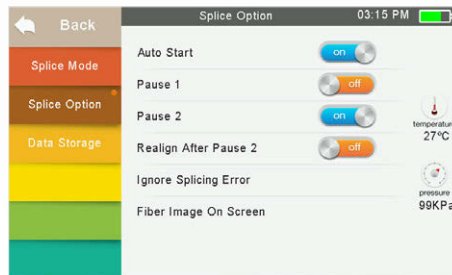 Back
Splice Option
03:15 PM
Splice Mode
Splice Option
Data Storage
Auto Start
on
Pause 1
off
Pause 2
on
Realign After Pause 2
off
Ignore Splicing Error
Fiber Image On Screen
temperatur
27°C
pressure
99KPa